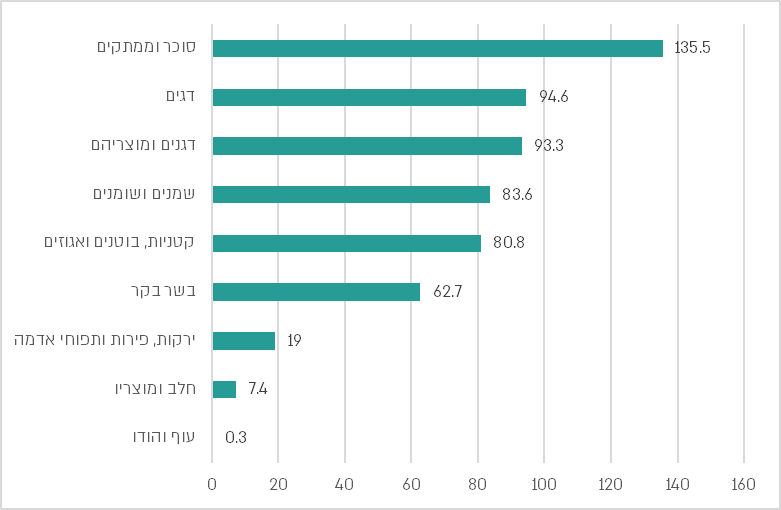 סוכר וממתקים 135.5
דגים 94.6
דגנים ומוצריהם 93.3
שמנים ושומנים 83.6
קטניות, בוטנים ואגוזים 80.8
בשר בקר 62.7
ירקות, פירות ותפוחי אדמה 19
חלב ומוצריו 7.4
עוף והודו 0.3
0 20 40 60 80 100 120 140 160